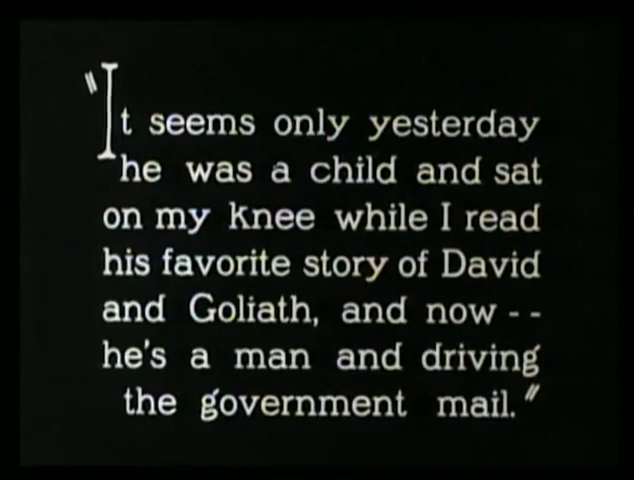 "It seems only yesterday
he was a child and sat
on my knee while I read
his favorite story of David
and Goliath, and now - -
he's a man and driving
the government mail."